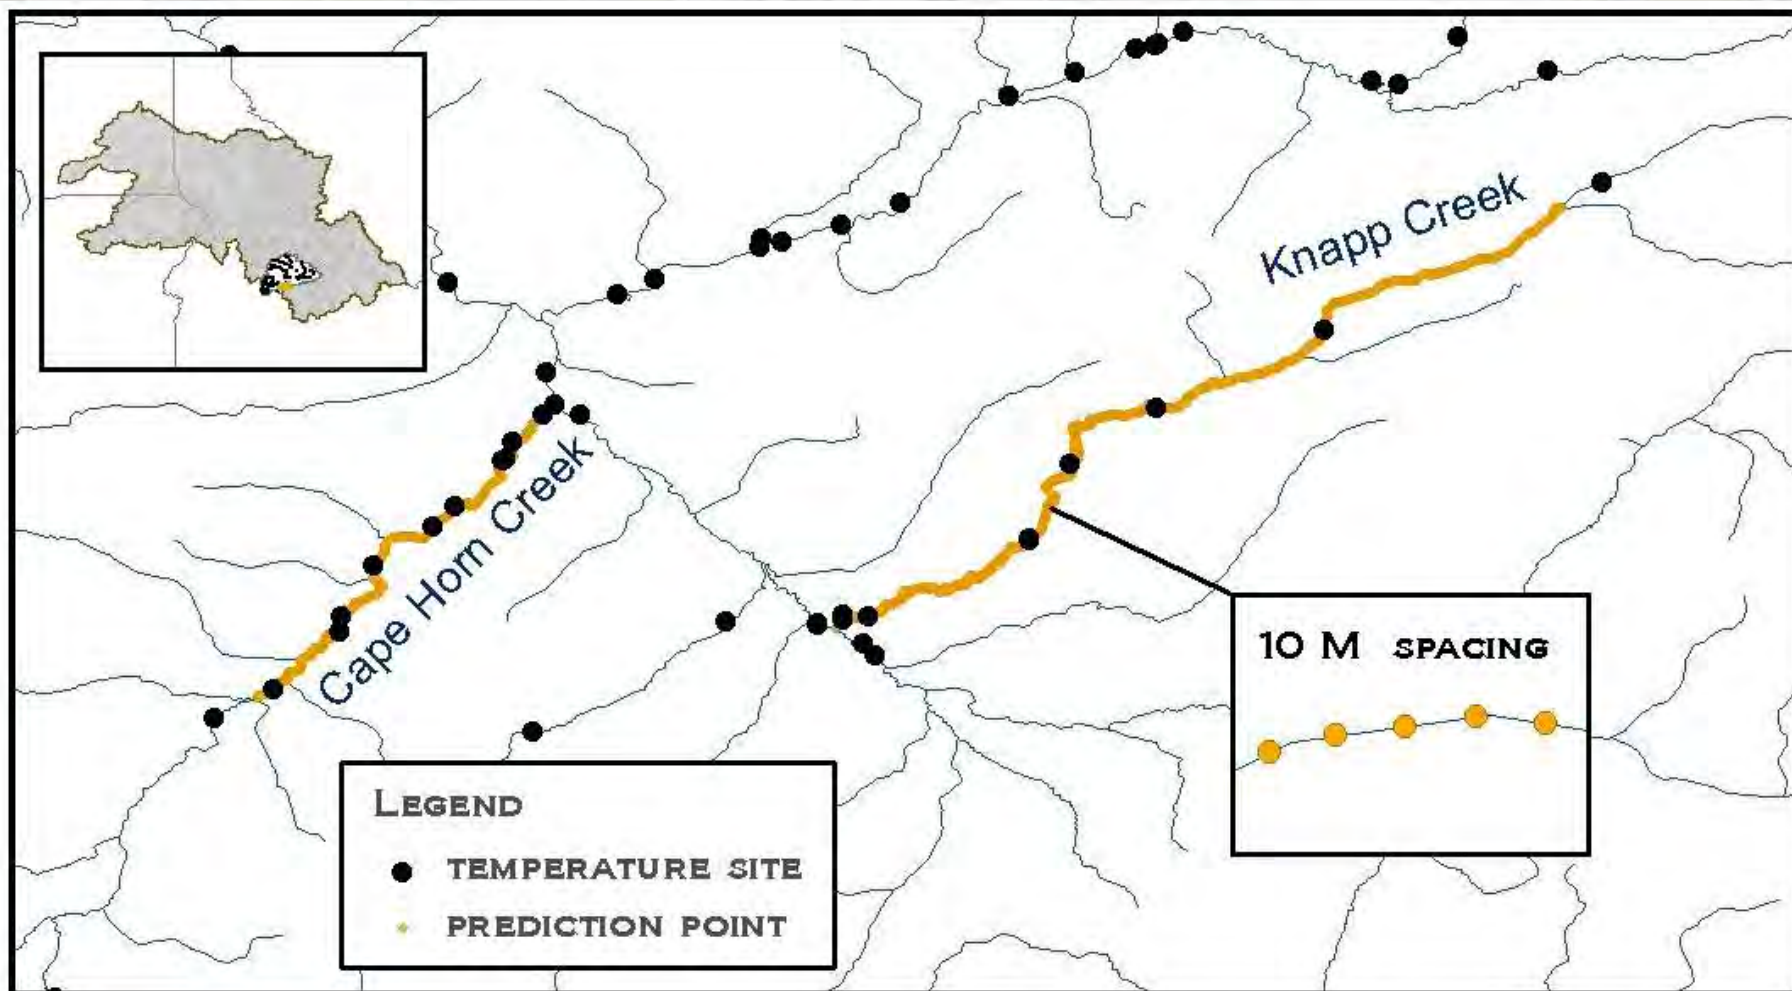 Knapp Creek
Cape Horn Creek
10 M SPACING
LEGEND
TEMPERATURE SITE
PREDICTION POINT